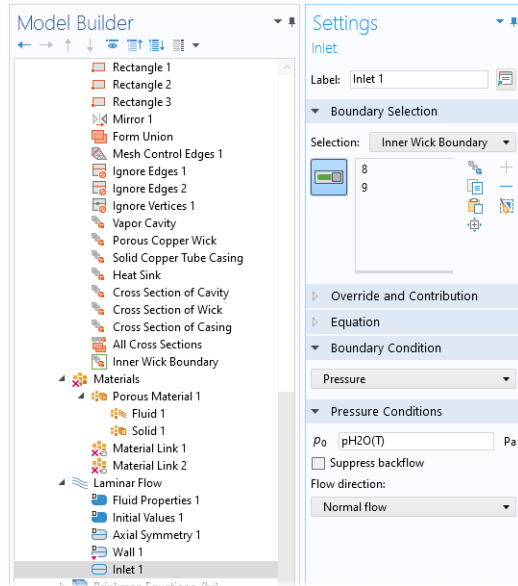 Model Builder
Rectangle 1
Rectangle 2
Rectangle 3
Mirror 1
Form Union
Mesh Control Edges 1
Ignore Edges 1
Ignore Edges 2
Ignore Vertices 1
Vapor Cavity
Porous Copper Wick
Solid Copper Tube Casing
Heat Sink
Cross Section of Cavity
Cross Section of Wick
Cross Section of Casing
All Cross Sections
Inner Wick Boundary
Materials
Porous Material 1
Fluid 1
Solid 1
Material Link 1
Material Link 2
Laminar Flow
Fluid Properties 1
Initial Values 1
Axial Symmetry 1
Wall 1
Inlet 1
Brinkman Equations (br)
Settings
Inlet
Label: Inlet 1
Boundary Selection
Selection: Inner Wick Boundary
8
9
Override and Contribution
Equation
Boundary Condition
Pressure
Pressure Conditions
p₀ pH2O(T) Pa
Suppress backflow
Flow direction:
Normal flow